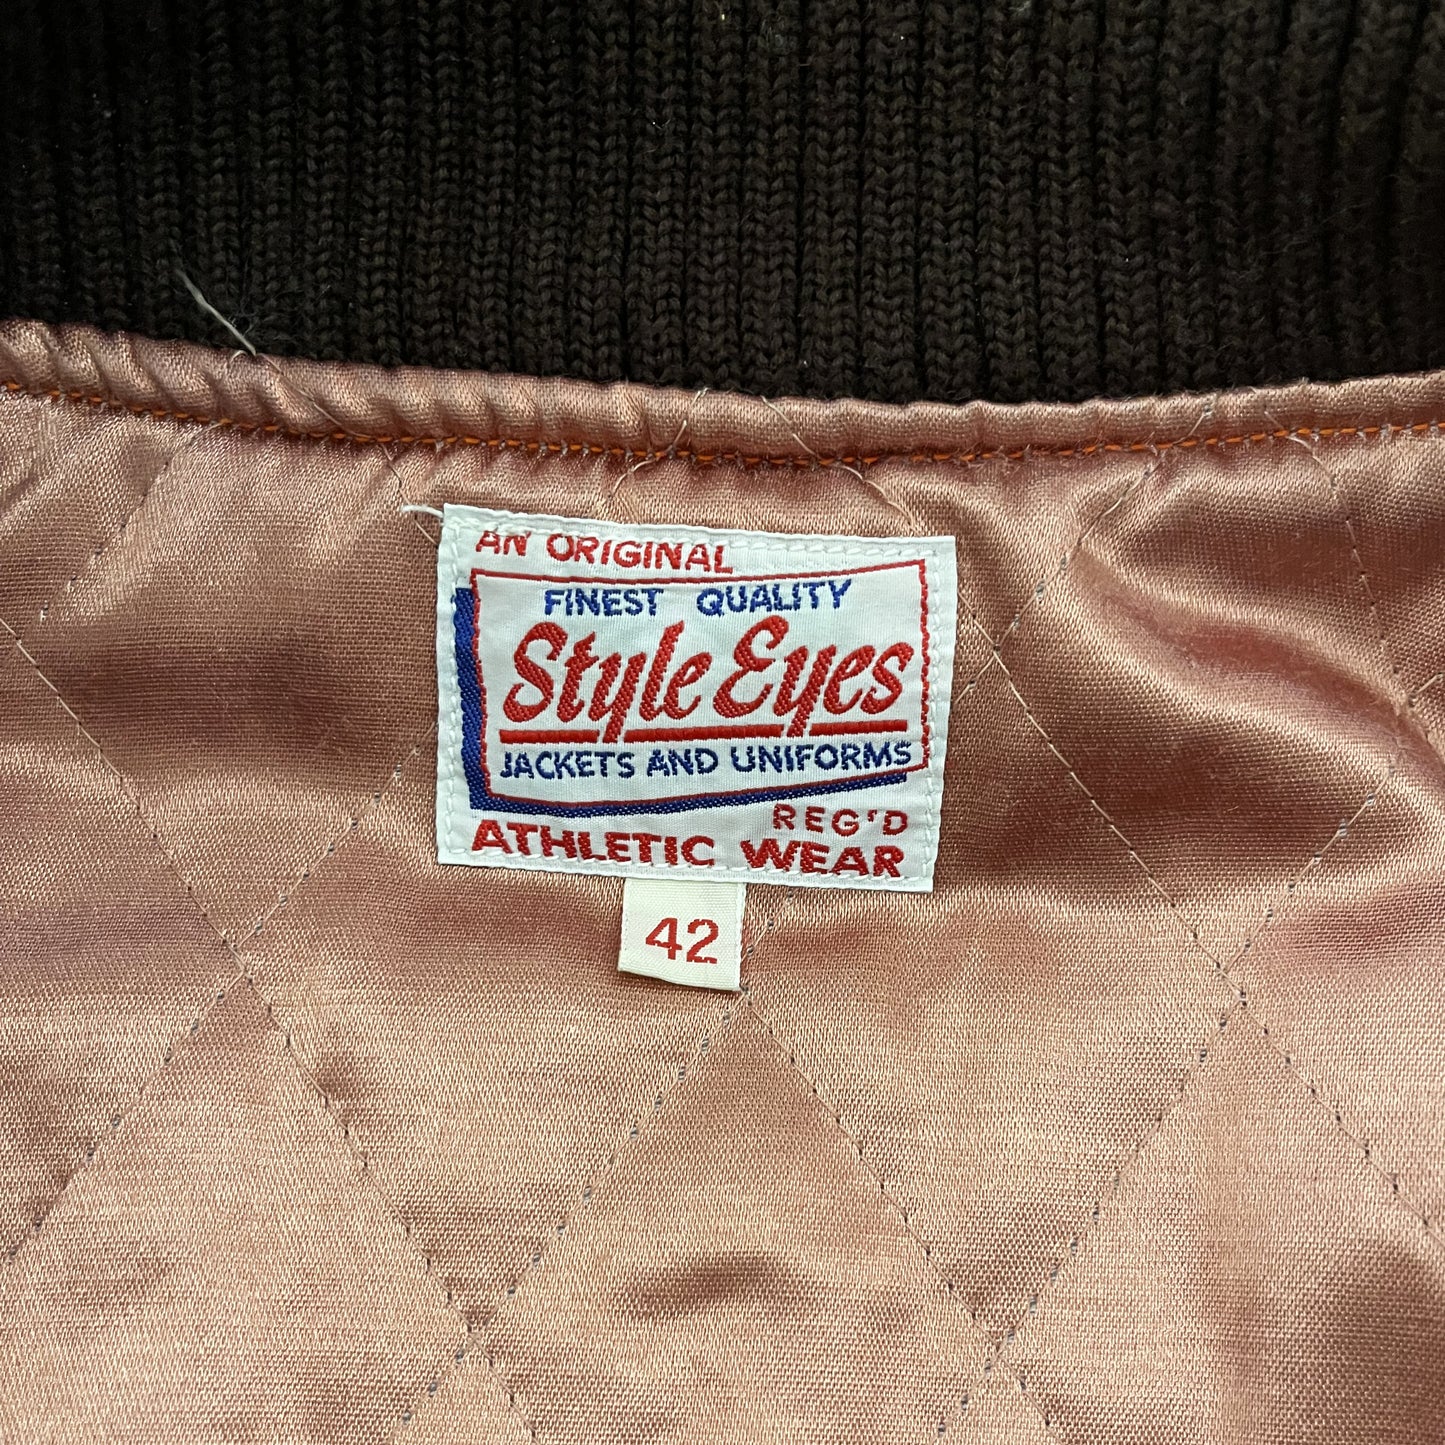 AN ORIGINAL
FINEST QUALITY
Style Eyes
JACKETS AND UNIFORMS
REG'D
ATHLETIC WEAR
42